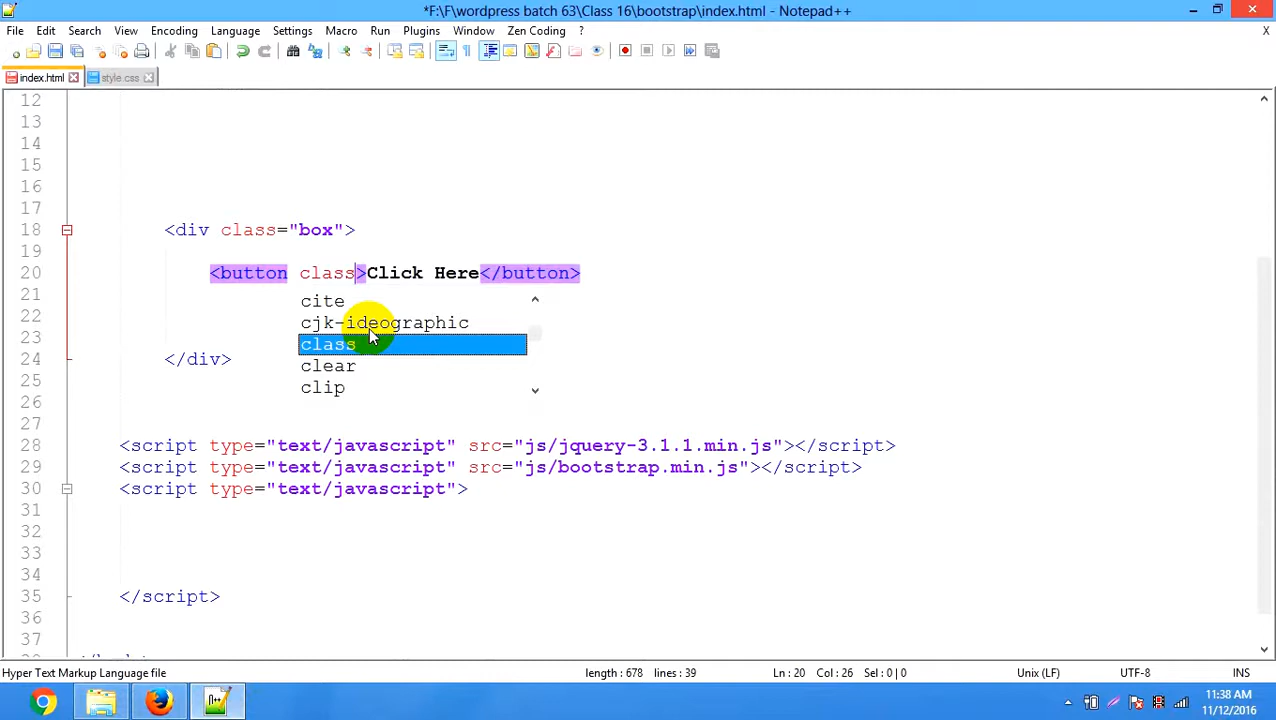 *F:\F\wordpress batch 63\Class 16\bootstrap\index.html - Notepad++
File Edit Search View Encoding Language Settings Macro Run Plugins Window Zen Coding ? X
index.html style.css
12
13
14
15
16
17
18 <div class="box">
19
20 <button class>Click Here</button>
21 cite
22 cjk-ideographic
23 class
24 </div> clear
25 clip
26
27
28 <script type="text/javascript" src="js/jquery-3.1.1.min.js"></script>
29 <script type="text/javascript" src="js/bootstrap.min.js"></script>
30 <script type="text/javascript">
31
32
33
34
35 </script>
36
37
Hyper Text Markup Language file length : 678 lines : 39 Ln : 20 Col : 26 Sel : 0 | 0 Unix (LF) UTF-8 INS
11:38 AM
11/12/2016